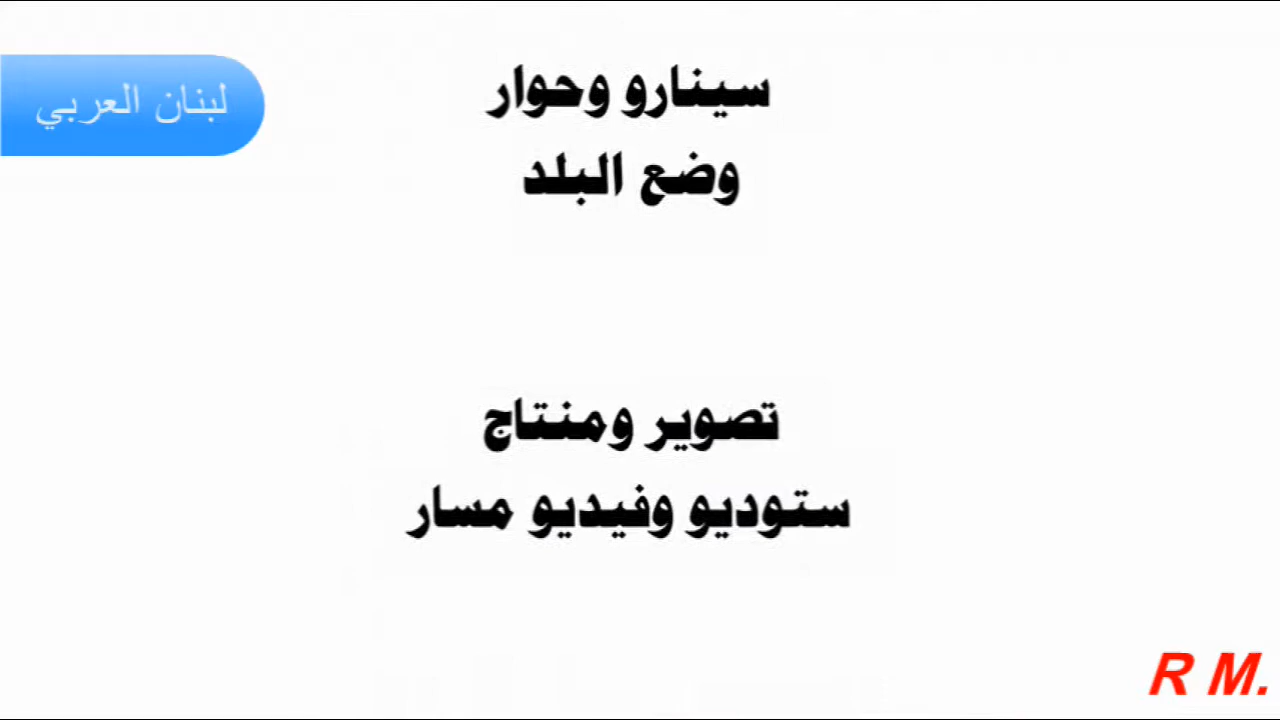 لبنان العربي
سينارو وحوار
وضع البلد
تصوير ومنتاج
ستوديو وفيديو مسار
R M.